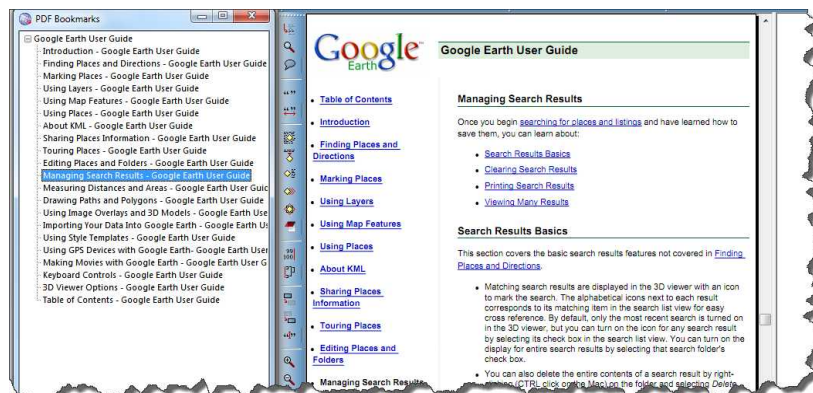 PDF Bookmarks
Google Earth User Guide
Introduction - Google Earth User Guide
Finding Places and Directions - Google Earth User Guide
Marking Places - Google Earth User Guide
Using Layers - Google Earth User Guide
Using Map Features - Google Earth User Guide
Using Places - Google Earth User Guide
About KML - Google Earth User Guide
Sharing Places Information - Google Earth User Guide
Touring Places - Google Earth User Guide
Editing Places and Folders - Google Earth User Guide
Managing Search Results - Google Earth User Guide
Measuring Distances and Areas - Google Earth User Guid
Drawing Paths and Polygons - Google Earth User Guide
Using Image Overlays and 3D Models - Google Earth Use
Importing Your Data Into Google Earth - Google Earth Us
Using Style Templates - Google Earth User Guide
Using GPS Devices with Google Earth- Google Earth User
Making Movies with Google Earth - Google Earth User G
Keyboard Controls - Google Earth User Guide
3D Viewer Options - Google Earth User Guide
Table of Contents - Google Earth User Guide
Google
Earth
Google Earth User Guide
Table of Contents
Introduction
Finding Places and
Directions
Marking Places
Using Layers
Using Map Features
Using Places
About KML
Sharing Places
Information
Touring Places
Editing Places and
Folders
Managing Search Results
Managing Search Results
Once you begin searching for places and listings and have learned how to
save them, you can learn about:
Search Results Basics
Clearing Search Results
Printing Search Results
Viewing Many Results
Search Results Basics
This section covers the basic search results features not covered in Finding
Places and Directions.
Matching search results are displayed in the 3D viewer with an icon
to mark the search. The alphabetical icons next to each result
corresponds to its matching item in the search list view for easy
cross reference. By default, only the most recent search is turned on
in the 3D viewer, but you can turn on the icon for any search result
by selecting its check box in the search list view. You can turn on the
display for entire search results by selecting that search folder's
check box.
You can also delete the entire contents of a search result by right-
(CTRL click on the Mac) on the folder and selecting Delete